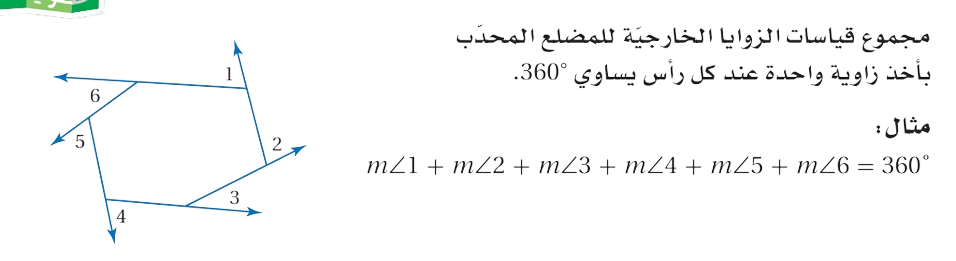 مجموع قياسات الزوايا الخارجيّة للمضلع المحدّب
بأخذ زاوية واحدة عند كل رأس يساوي 360°.
مثال:
m∠1 + m∠2 + m∠3 + m∠4 + m∠5 + m∠6 = 360°
1
6
5
2
3
4